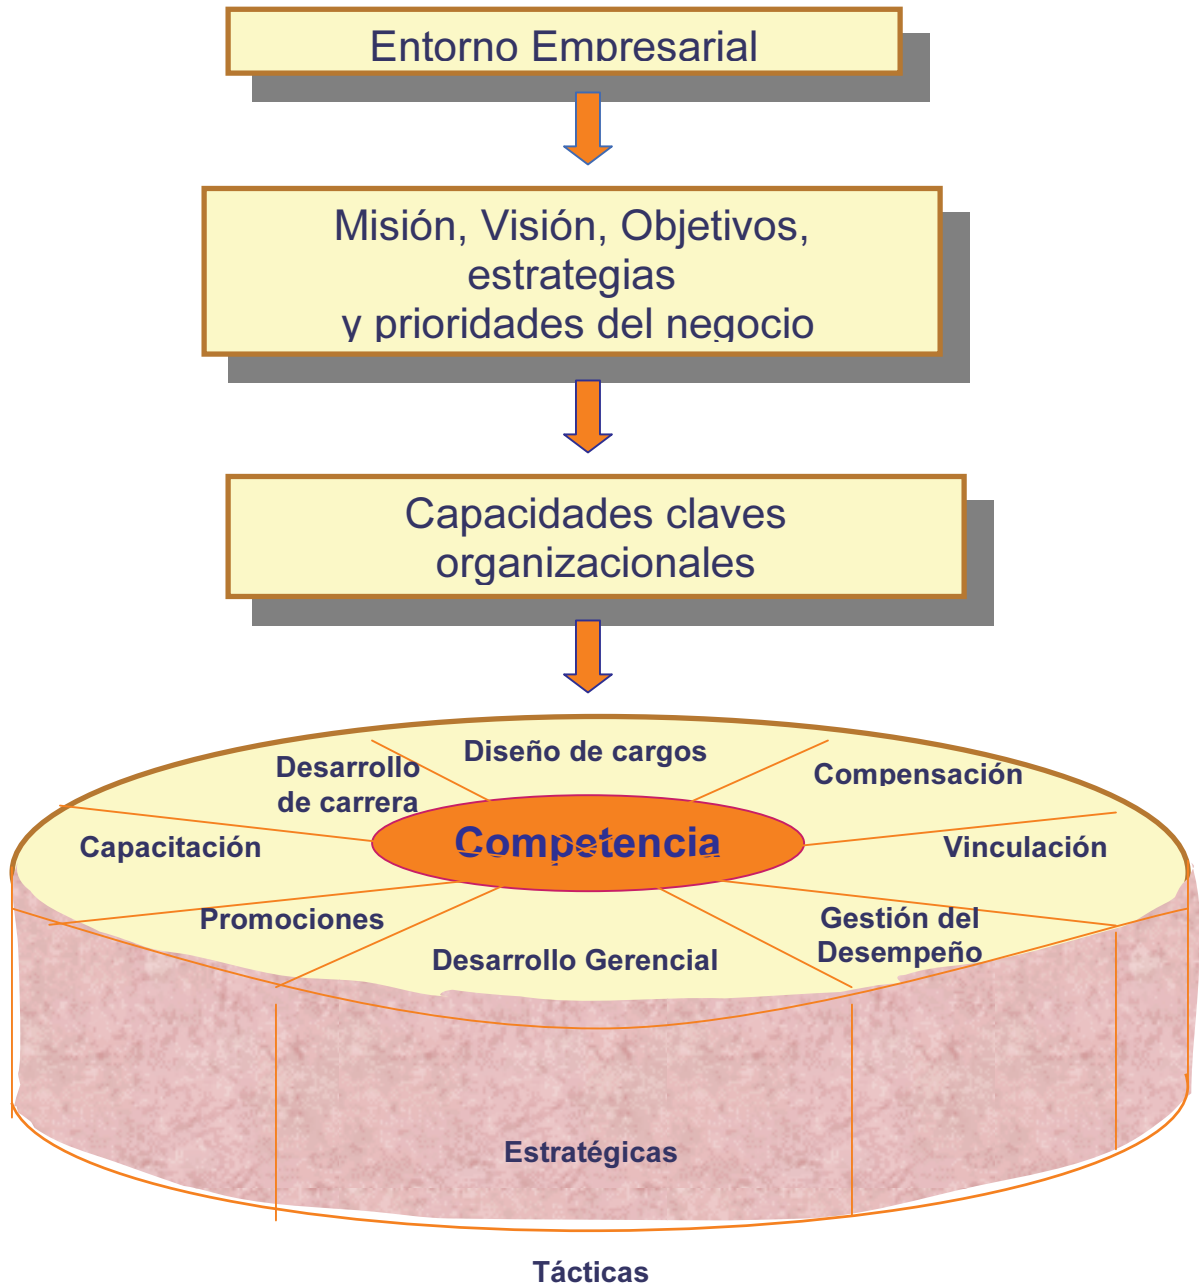 Entorno Empresarial
Misión, Visión, Objetivos,
estrategias
y prioridades del negocio
Capacidades claves
organizacionales
Diseño de cargos
Desarrollo
de carrera
Compensación
Capacitación
Competencia
Vinculación
Promociones
Gestión del
Desempeño
Desarrollo Gerencial
Estratégicas
Tácticas